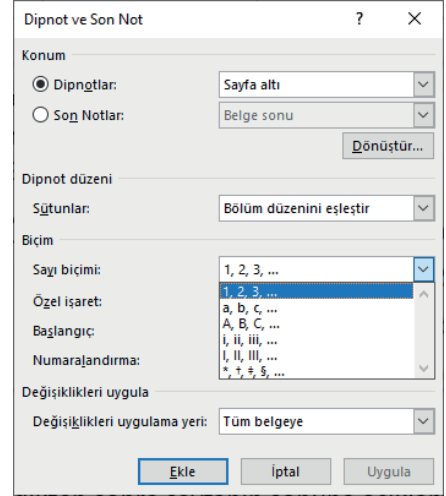 Dipnot ve Son Not ? ×
Konum
Dipnotlar: Sayfa altı
Son Notlar: Belge sonu
Dönüştür...
Dipnot düzeni
Sütunlar: Bölüm düzenini eşleştir
Biçim
Sayı biçimi: 1, 2, 3, ...
1, 2, 3, ...
Özel işaret: a, b, c, ...
A, B, C, ...
Başlangıç: i, ii, iii, ...
I, II, III, ...
Numaralandırma: *, †, ‡, §, ...
Değişiklikleri uygula
Değişiklikleri uygulama yeri: Tüm belgeye
Ekle İptal Uygula